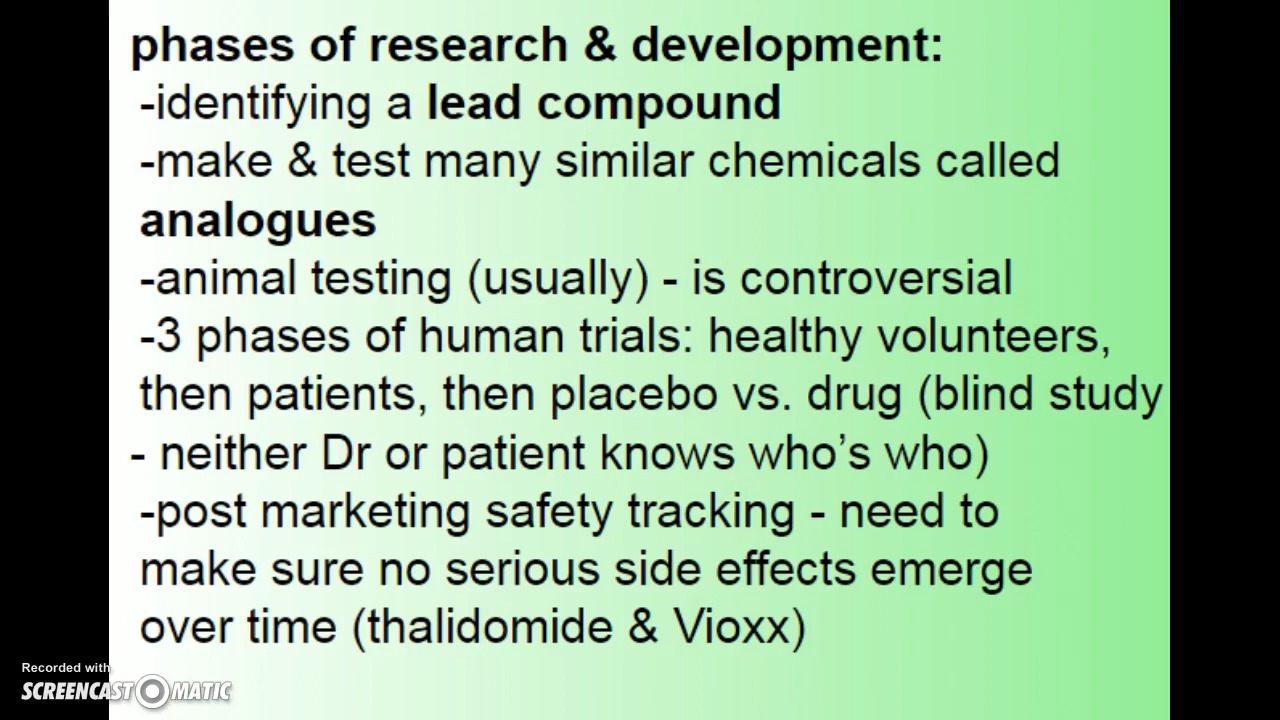 phases of research & development:
-identifying a lead compound
-make & test many similar chemicals called
analogues
-animal testing (usually) - is controversial
-3 phases of human trials: healthy volunteers,
then patients, then placebo vs. drug (blind study
- neither Dr or patient knows who’s who)
-post marketing safety tracking - need to
make sure no serious side effects emerge
over time (thalidomide & Vioxx)
Recorded with
SCREENCAST O MATIC